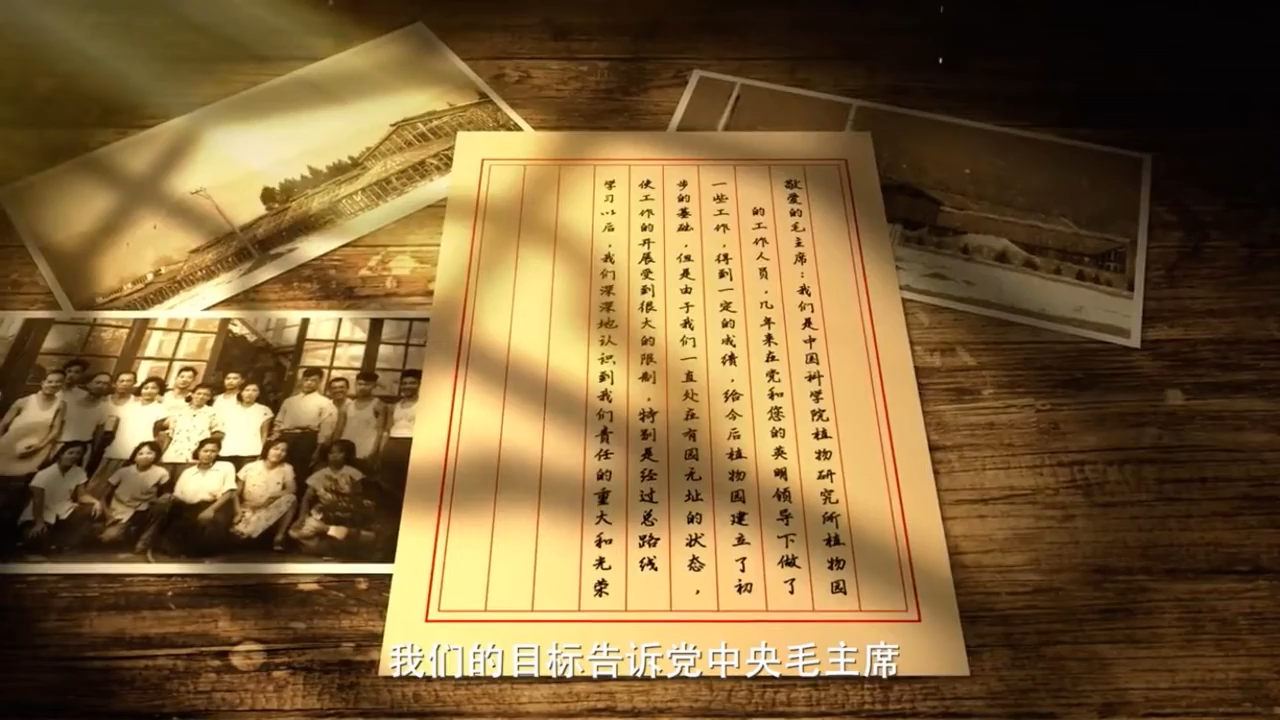 敬爱的毛主席：我们是中国科学院植物研究所植物园
的工作人员，几年来在党和您的英明领导下做了
一些工作，得到一定的成绩，给今后植物园建立了初
步的基础，但是由于我们一直处在有园无址的状态，
使工作的开展受到很大的限制，特别是经过总路线
学习以后，我们深深地认识到我们责任的重大和光荣
我们的目标告诉党中央毛主席